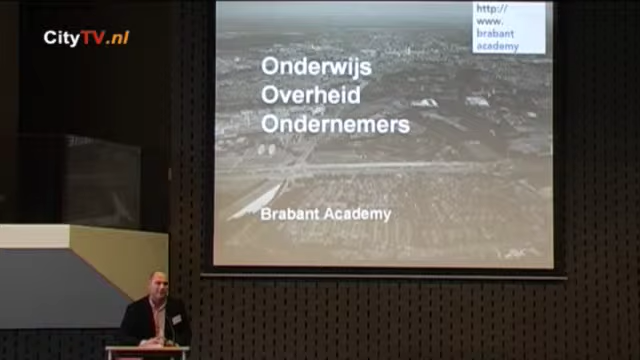 CityTV.nl
http://
www.
brabant
academy
Onderwijs
Overheid
Ondernemers
Brabant Academy